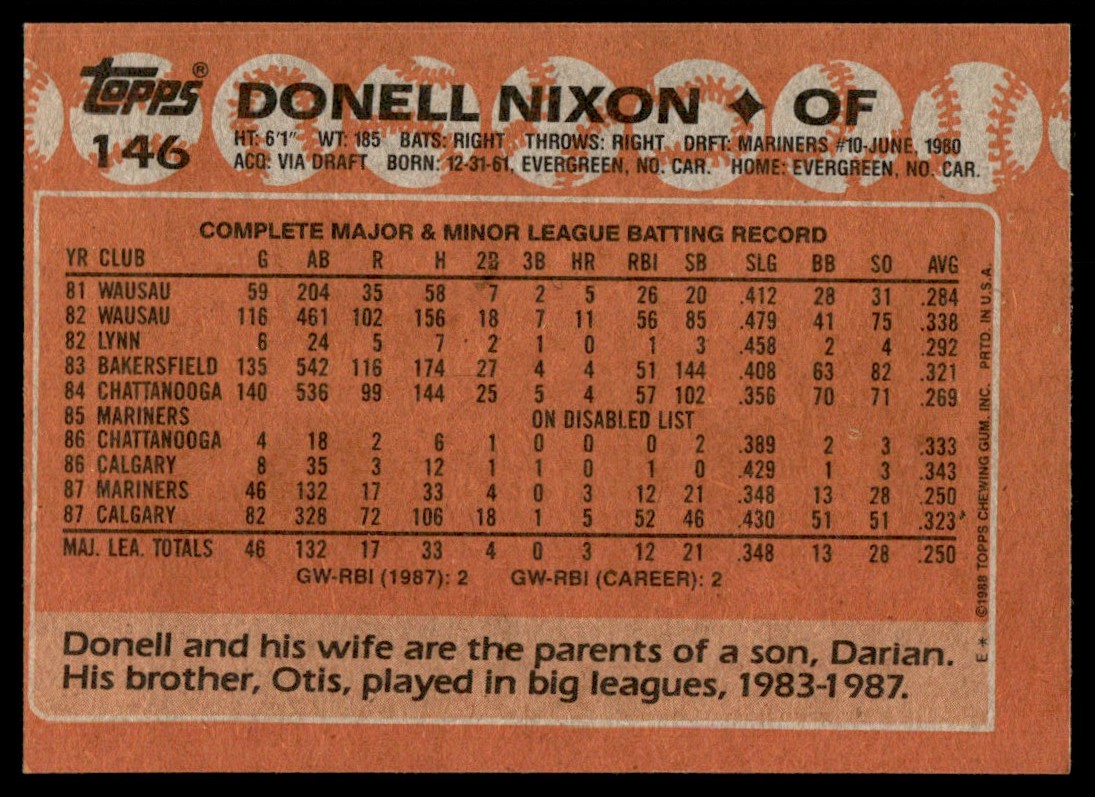 Topps®
146
DONELL NIXON ♦ OF
HT: 6'1" WT: 185 BATS: RIGHT THROWS: RIGHT DRFT: MARINERS #10-JUNE, 1980
ACQ: VIA DRAFT BORN: 12-31-61, EVERGREEN, NO. CAR. HOME: EVERGREEN, NO. CAR.
COMPLETE MAJOR & MINOR LEAGUE BATTING RECORD
YR CLUB G AB R H 2B 3B HR RBI SB SLG BB SO AVG
81 WAUSAU 59 204 35 58 7 2 5 26 20 .412 28 31 .284
82 WAUSAU 116 461 102 156 18 7 11 56 85 .479 41 75 .338
82 LYNN 6 24 5 7 2 1 0 1 3 .458 2 4 .292
83 BAKERSFIELD 135 542 116 174 27 4 4 51 144 .408 63 82 .321
84 CHATTANOOGA 140 536 99 144 25 5 4 57 102 .356 70 71 .269
85 MARINERS ON DISABLED LIST
86 CHATTANOOGA 4 18 2 6 1 0 0 0 2 .389 2 3 .333
86 CALGARY 8 35 3 12 1 1 0 1 0 .429 1 3 .343
87 MARINERS 46 132 17 33 4 0 3 12 21 .348 13 28 .250
87 CALGARY 82 328 72 106 18 1 5 52 46 .430 51 51 .323
MAJ. LEA. TOTALS 46 132 17 33 4 0 3 12 21 .348 13 28 .250
GW-RBI (1987): 2 GW-RBI (CAREER): 2
Donell and his wife are the parents of a son, Darian.
His brother, Otis, played in big leagues, 1983-1987.
E * ©1988 TOPPS CHEWING GUM, INC. PRTD. IN U.S.A.